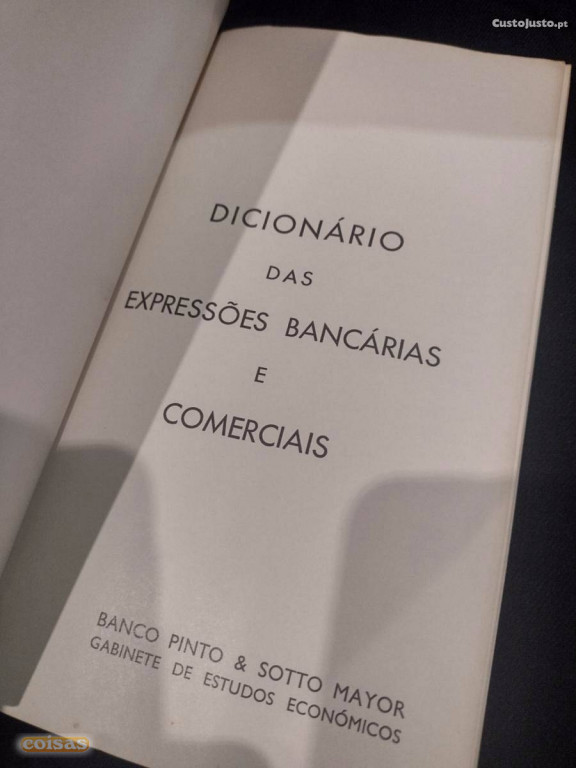 CustoJusto.pt
DICIONÁRIO
DAS
EXPRESSÕES BANCÁRIAS
E
COMERCIAIS
BANCO PINTO & SOTTO MAYOR
GABINETE DE ESTUDOS ECONÓMICOS
coisas